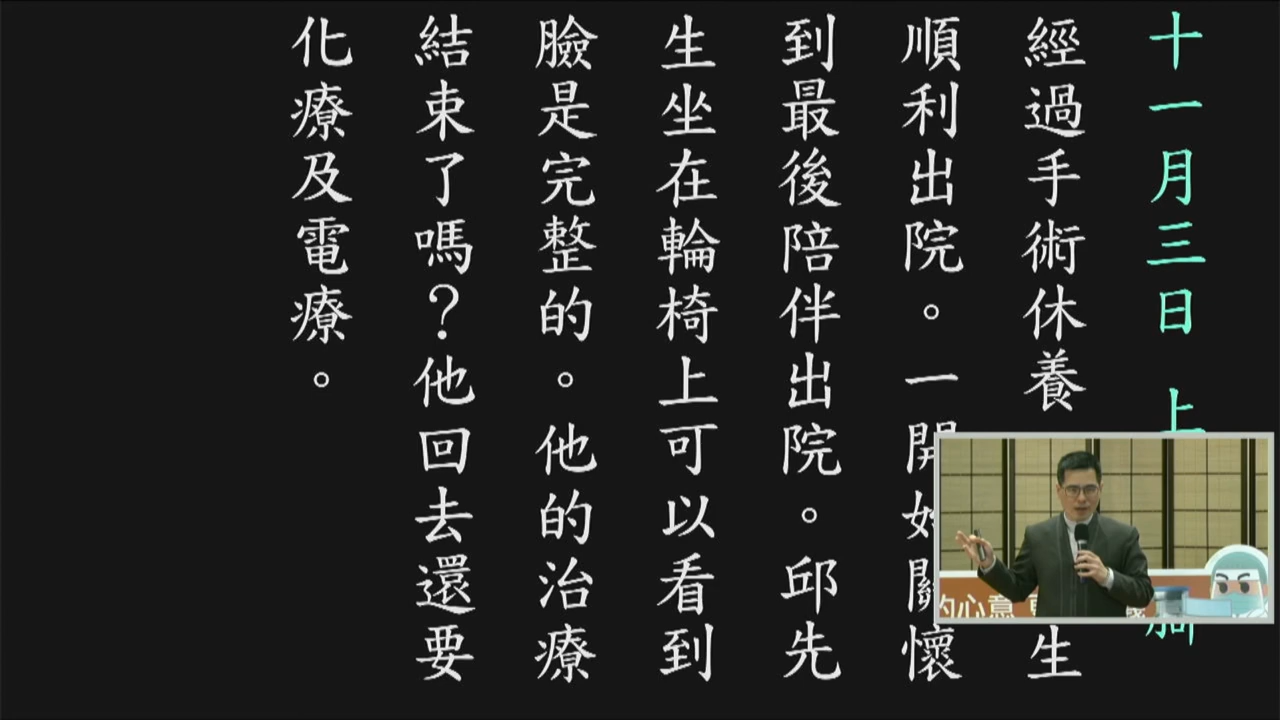 十一月三日 上
經過手術休養 生
順利出院。一開始關懷
到最後陪伴出院。邱先
生坐在輪椅上可以看到
臉是完整的。他的治療
結束了嗎？他回去還要
化療及電療。
的心意